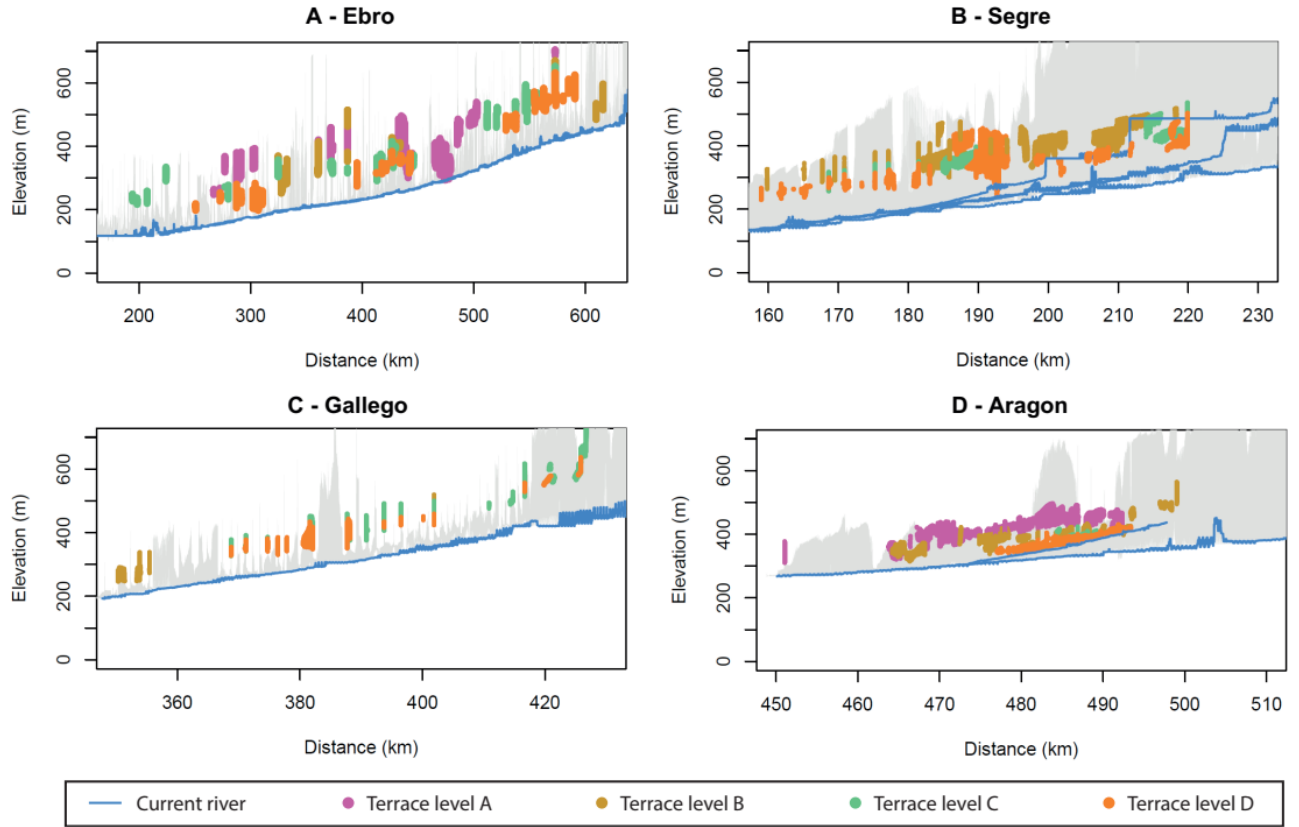 A - Ebro
B - Segre
Elevation (m)
600
400
200
0
200 300 400 500 600
Distance (km)
Elevation (m)
600
400
200
0
160 170 180 190 200 210 220 230
Distance (km)
C - Gallego
D - Aragon
Elevation (m)
600
400
200
0
360 380 400 420
Distance (km)
Elevation (m)
600
400
200
0
450 460 470 480 490 500 510
Distance (km)
Current river Terrace level A Terrace level B Terrace level C Terrace level D